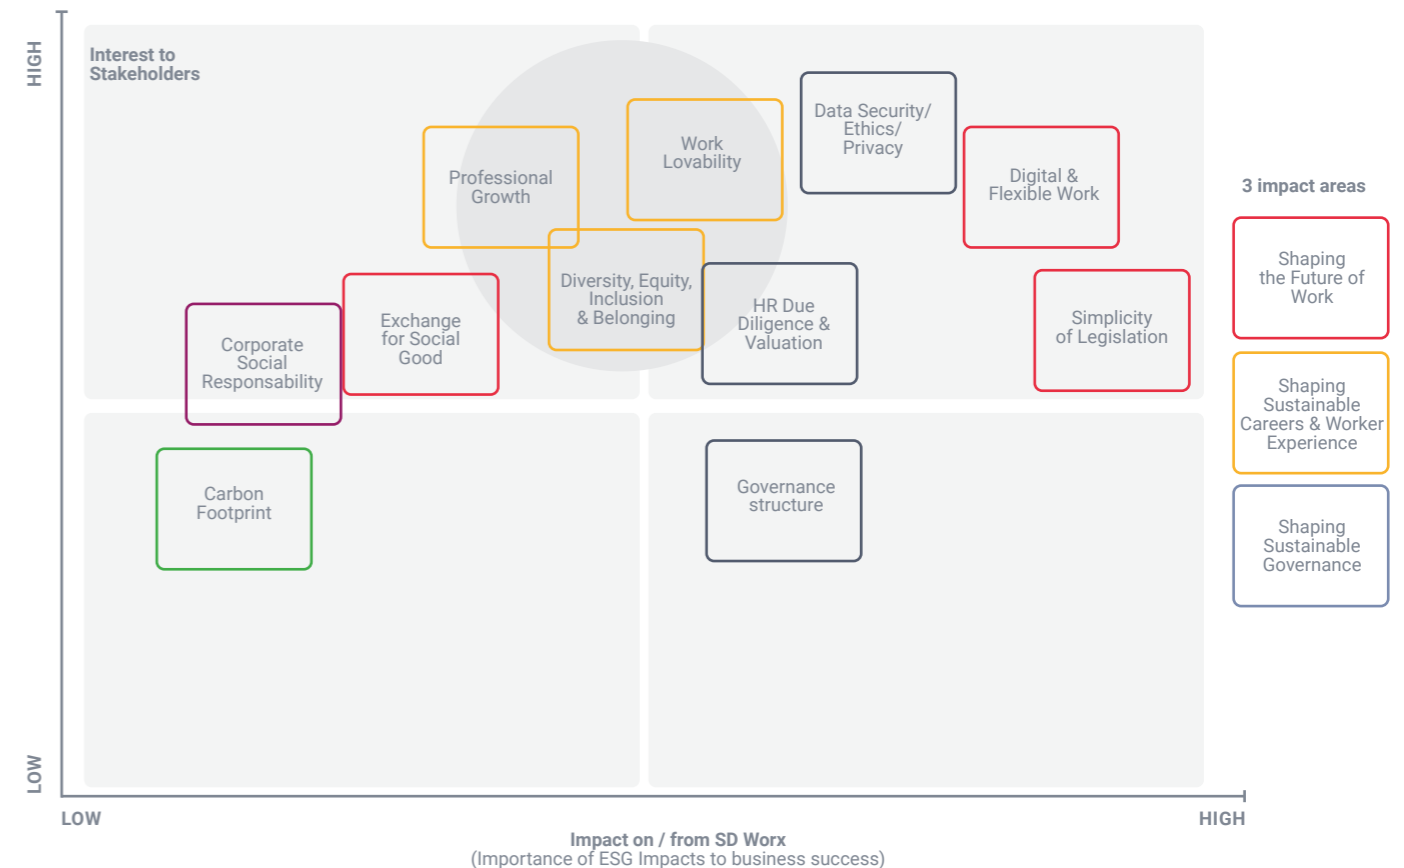 HIGH
Interest to
Stakeholders
Data Security/
Ethics/
Privacy
Work
Lovability
Professional
Growth
Digital &
Flexible Work
Diversity, Equity,
Inclusion
& Belonging
HR Due
Diligence &
Valuation
Simplicity
of Legislation
Exchange
for Social
Good
Corporate
Social
Responsability
Carbon
Footprint
Governance
structure
3 impact areas
Shaping
the Future of
Work
Shaping
Sustainable
Careers & Worker
Experience
Shaping
Sustainable
Governance
LOW
LOW
HIGH
Impact on / from SD Worx
(Importance of ESG Impacts to business success)